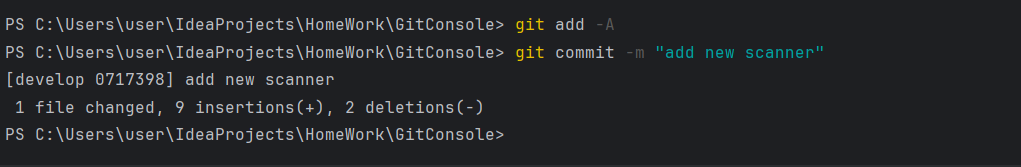 PS C:\Users\user\IdeaProjects\HomeWork\GitConsole> git add -A
PS C:\Users\user\IdeaProjects\HomeWork\GitConsole> git commit -m "add new scanner"
[develop 0717398] add new scanner
 1 file changed, 9 insertions(+), 2 deletions(-)
PS C:\Users\user\IdeaProjects\HomeWork\GitConsole>